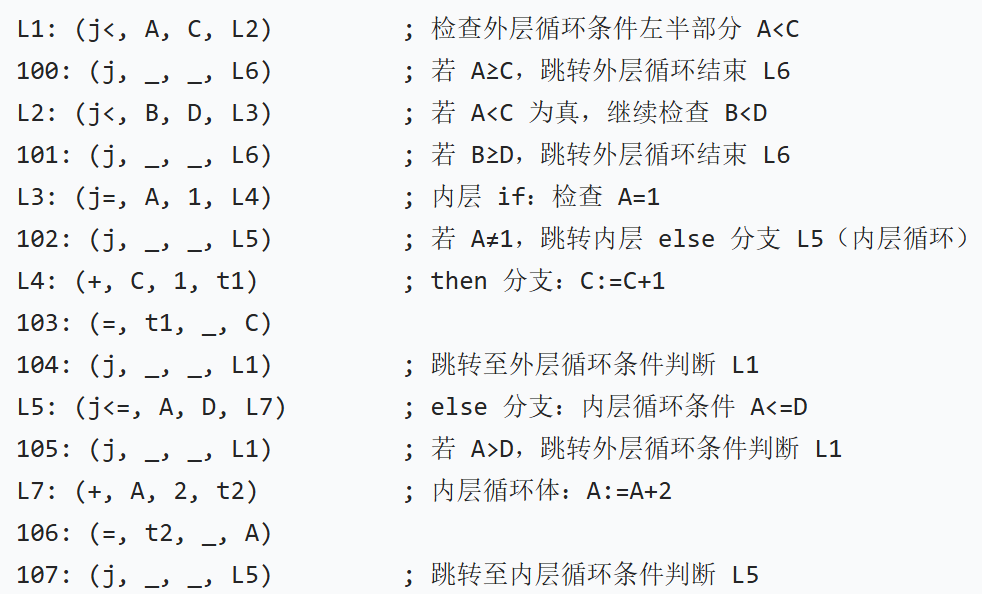 L1: (j<, A, C, L2)          ; 检查外层循环条件左半部分 A<C
100: (j, _, _, L6)          ; 若 A≥C，跳转外层循环结束 L6
L2: (j<, B, D, L3)          ; 若 A<C 为真，继续检查 B<D
101: (j, _, _, L6)          ; 若 B≥D，跳转外层循环结束 L6
L3: (j=, A, 1, L4)          ; 内层 if：检查 A=1
102: (j, _, _, L5)          ; 若 A≠1，跳转内层 else 分支 L5（内层循环）
L4: (+, C, 1, t1)           ; then 分支：C:=C+1
103: (=, t1, _, C)
104: (j, _, _, L1)          ; 跳转至外层循环条件判断 L1
L5: (j<=, A, D, L7)         ; else 分支：内层循环条件 A<=D
105: (j, _, _, L1)          ; 若 A>D，跳转外层循环条件判断 L1
L7: (+, A, 2, t2)           ; 内层循环体：A:=A+2
106: (=, t2, _, A)
107: (j, _, _, L5)          ; 跳转至内层循环条件判断 L5